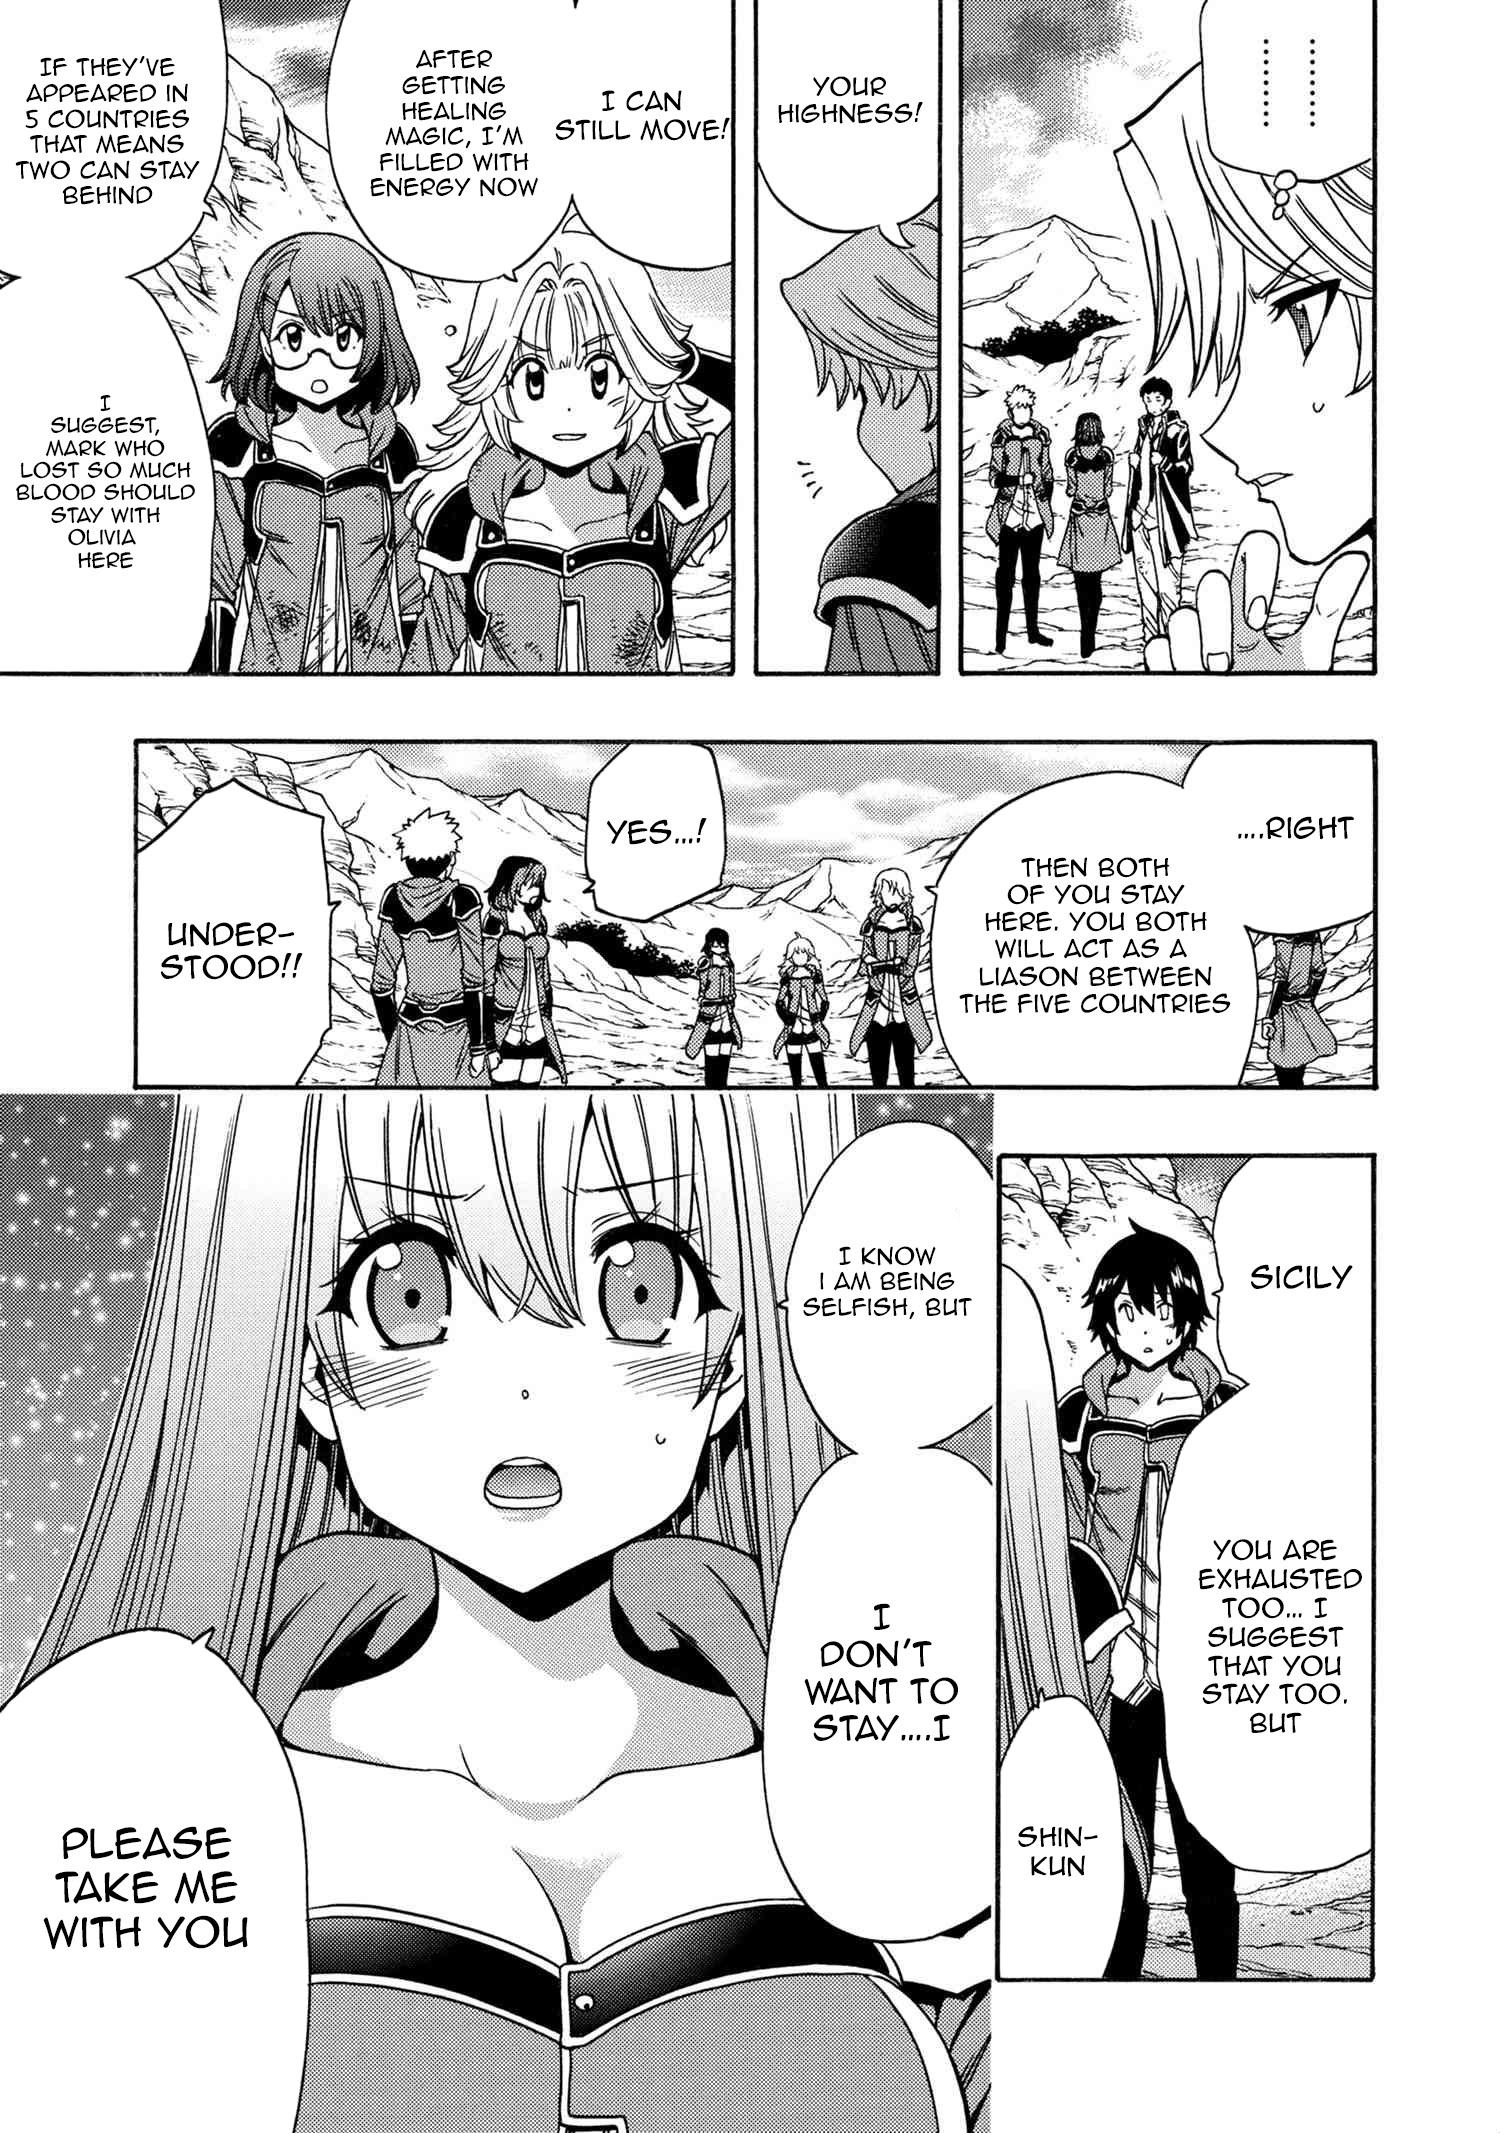 YOUR
HIGHNESS!
I CAN
STILL MOVE!
AFTER
GETTING
HEALING
MAGIC, I'M
FILLED WITH
ENERGY NOW
IF THEY'VE
APPEARED IN
5 COUNTRIES
THAT MEANS
TWO CAN STAY
BEHIND
I
SUGGEST,
MARK WHO
LOST SO MUCH
BLOOD SHOULD
STAY WITH
OLIVIA
HERE
....RIGHT
THEN BOTH
OF YOU STAY
HERE. YOU BOTH
WILL ACT AS A
LIASON BETWEEN
THE FIVE COUNTRIES
YES...!
UNDER-
STOOD!!
SICILY
YOU ARE
EXHAUSTED
TOO... I
SUGGEST
THAT YOU
STAY TOO.
BUT
SHIN-
KUN
I KNOW
I AM BEING
SELFISH, BUT
I
DON'T
WANT TO
STAY....I
PLEASE
TAKE ME
WITH YOU